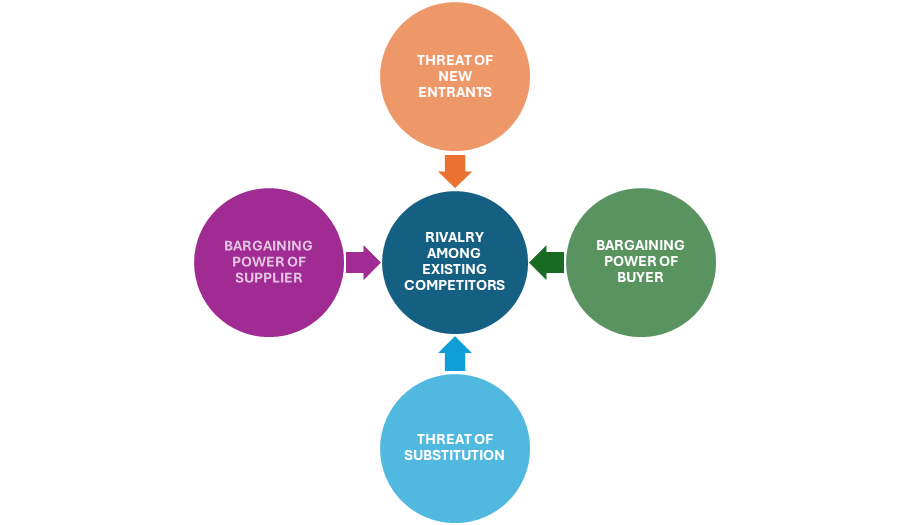 THREAT OF
NEW
ENTRANTS
BARGAINING
POWER OF
SUPPLIER
RIVALRY
AMONG
EXISTING
COMPETITORS
BARGAINING
POWER OF
BUYER
THREAT OF
SUBSTITUTION